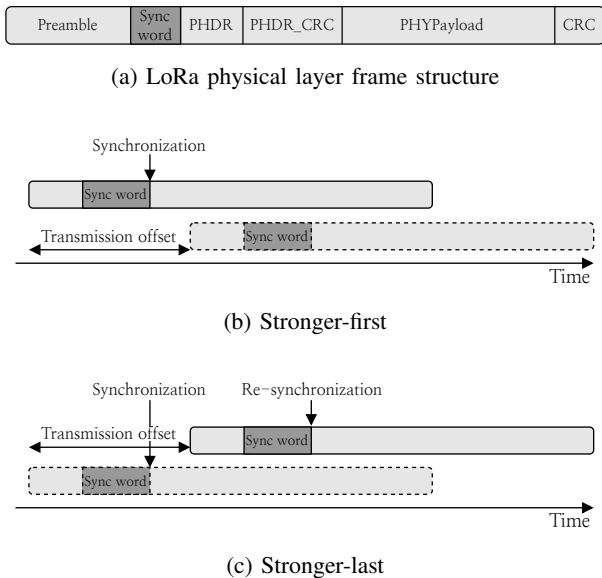 Preamble Sync word PHDR PHDR_CRC PHYPayload CRC
(a) LoRa physical layer frame structure
Synchronization
Sync word
Transmission offset
Sync word
Time
(b) Stronger-first
Synchronization Re-synchronization
Transmission offset
Sync word
Sync word
Time
(c) Stronger-last